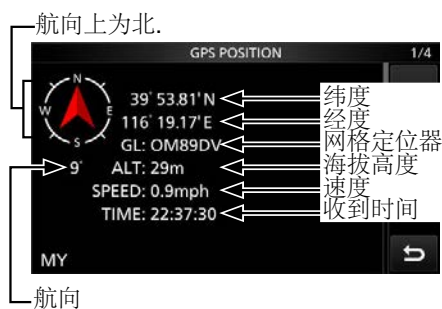 航向上为北.
GPS POSITION 1/4
N
W E
S
39°53.81'N 纬度
116°19.17'E 经度
GL: OM89DV 网格定位器
9° ALT: 29m 海拔高度
SPEED: 0.9mph 速度
TIME: 22:37:30 收到时间
MY
航向